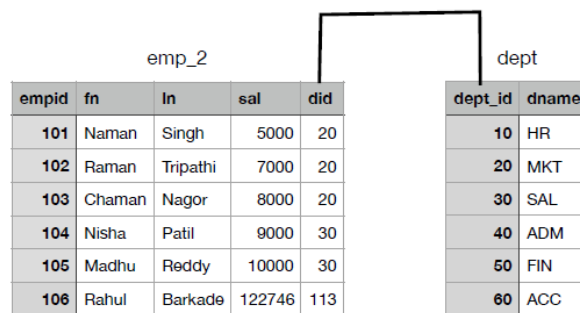 emp_2 dept
empid fn ln sal did dept_id dname
101 Naman Singh 5000 20 10 HR
102 Raman Tripathi 7000 20 20 MKT
103 Chaman Nagor 8000 20 30 SAL
104 Nisha Patil 9000 30 40 ADM
105 Madhu Reddy 10000 30 50 FIN
106 Rahul Barkade 122746 113 60 ACC